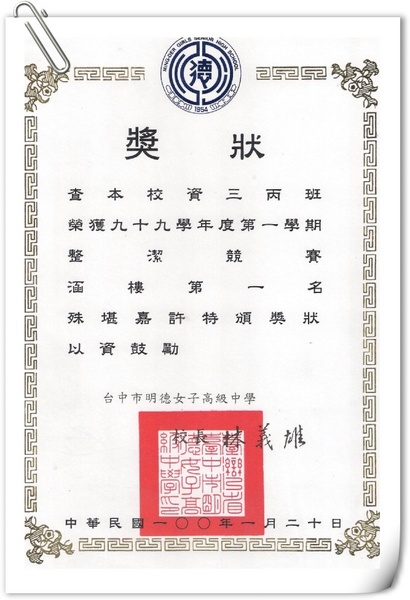 MINGDER GIRLS SENIOR HIGH SCHOOL
德
1954
獎狀
查本校資三丙班
榮獲九十九學年度第一學期
整潔競賽
涵樓第一名
殊堪嘉許特頒獎狀
以資鼓勵
台中市明德女子高級中學
校長 林義雄
中華民國一〇〇年一月二十日